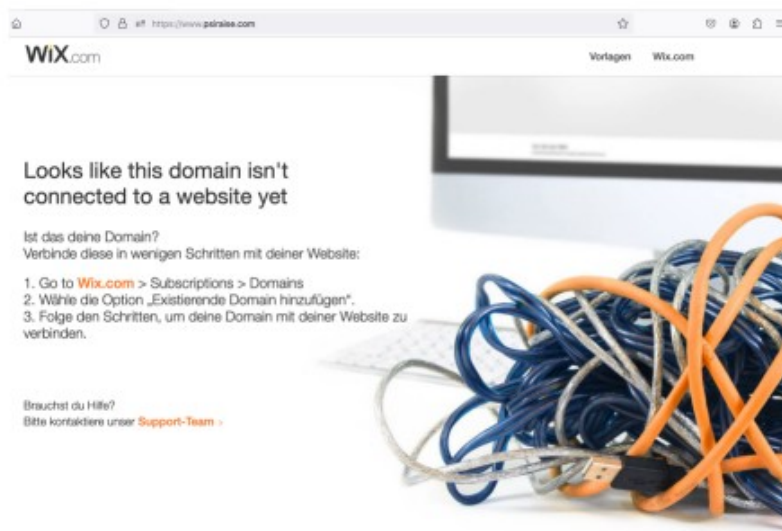 https://www.psiraise.com
WiX.com
Vorlagen Wix.com
Looks like this domain isn't
connected to a website yet
Ist das deine Domain?
Verbinde diese in wenigen Schritten mit deiner Website:
1. Go to Wix.com > Subscriptions > Domains
2. Wähle die Option „Existierende Domain hinzufügen“.
3. Folge den Schritten, um deine Domain mit deiner Website zu
verbinden.
Brauchst du Hilfe?
Bitte kontaktiere unser Support-Team ›